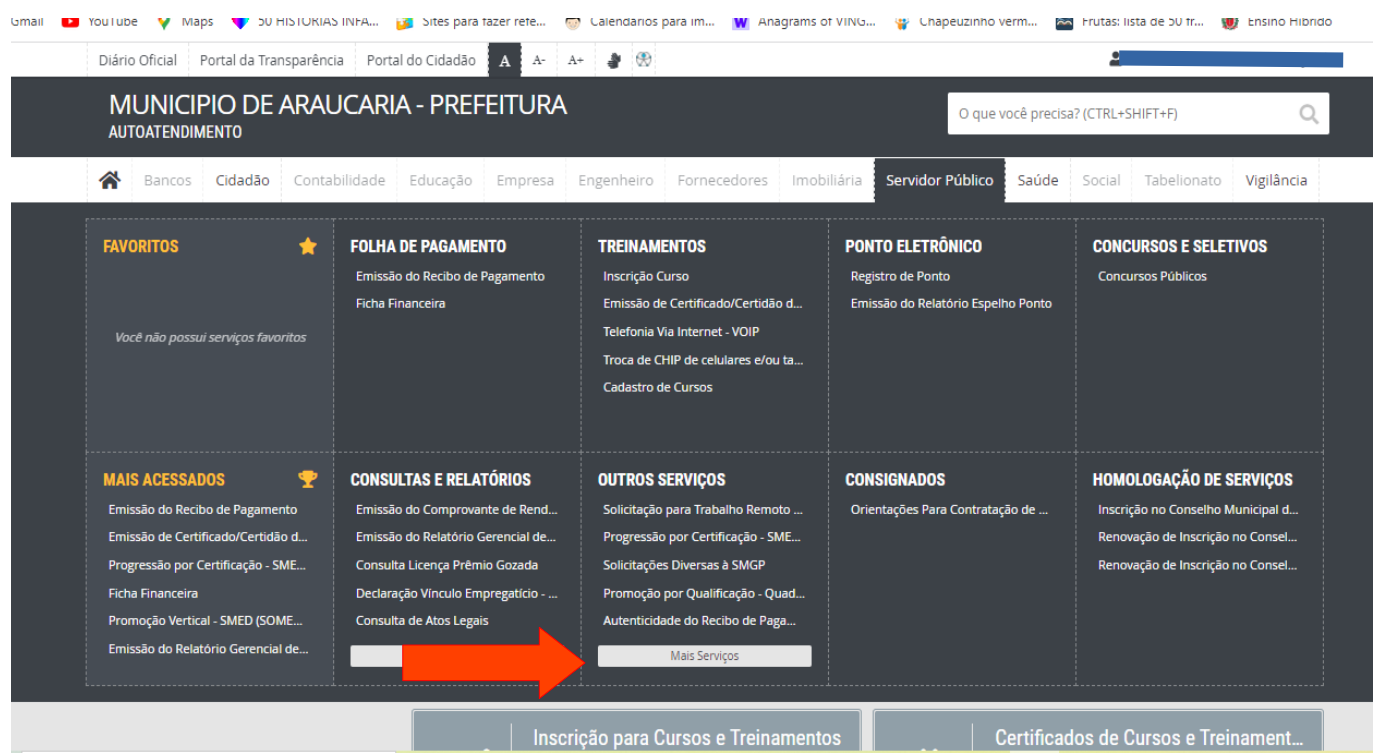 Gmail YouTube Maps 50 HISTÓRIAS INFA... Sites para fazer refe... Calendários para im... Anagrams of VING... Chapeuzinho Verm... Frutas: lista de 50 fr... Ensino Híbrido
Diário Oficial Portal da Transparência Portal do Cidadão A A- A+
MUNICIPIO DE ARAUCARIA - PREFEITURA
AUTOATENDIMENTO
O que você precisa? (CTRL+SHIFT+F)
Bancos Cidadão Contabilidade Educação Empresa Engenheiro Fornecedores Imobiliária Servidor Público Saúde Social Tabelionato Vigilância
FAVORITOS
Você não possui serviços favoritos
FOLHA DE PAGAMENTO
Emissão do Recibo de Pagamento
Ficha Financeira
TREINAMENTOS
Inscrição Curso
Emissão de Certificado/Certidão d...
Telefonia Via Internet - VOIP
Troca de CHIP de celulares e/ou ta...
Cadastro de Cursos
PONTO ELETRÔNICO
Registro de Ponto
Emissão do Relatório Espelho Ponto
CONCURSOS E SELETIVOS
Concursos Públicos
MAIS ACESSADOS
Emissão do Recibo de Pagamento
Emissão de Certificado/Certidão d...
Progressão por Certificação - SME...
Ficha Financeira
Promoção Vertical - SMED (SOME...
Emissão do Relatório Gerencial de...
CONSULTAS E RELATÓRIOS
Emissão do Comprovante de Rend...
Emissão do Relatório Gerencial de...
Consulta Licença Prêmio Gozada
Declaração Vínculo Empregatício - ...
Consulta de Atos Legais
OUTROS SERVIÇOS
Solicitação para Trabalho Remoto ...
Progressão por Certificação - SME...
Solicitações Diversas à SMGP
Promoção por Qualificação - Quad...
Autenticidade do Recibo de Paga...
Mais Serviços
CONSIGNADOS
Orientações Para Contratação de ...
HOMOLOGAÇÃO DE SERVIÇOS
Inscrição no Conselho Municipal d...
Renovação de Inscrição no Consel...
Renovação de Inscrição no Consel...
Inscrição para Cursos e Treinamentos
Certificados de Cursos e Treinament...